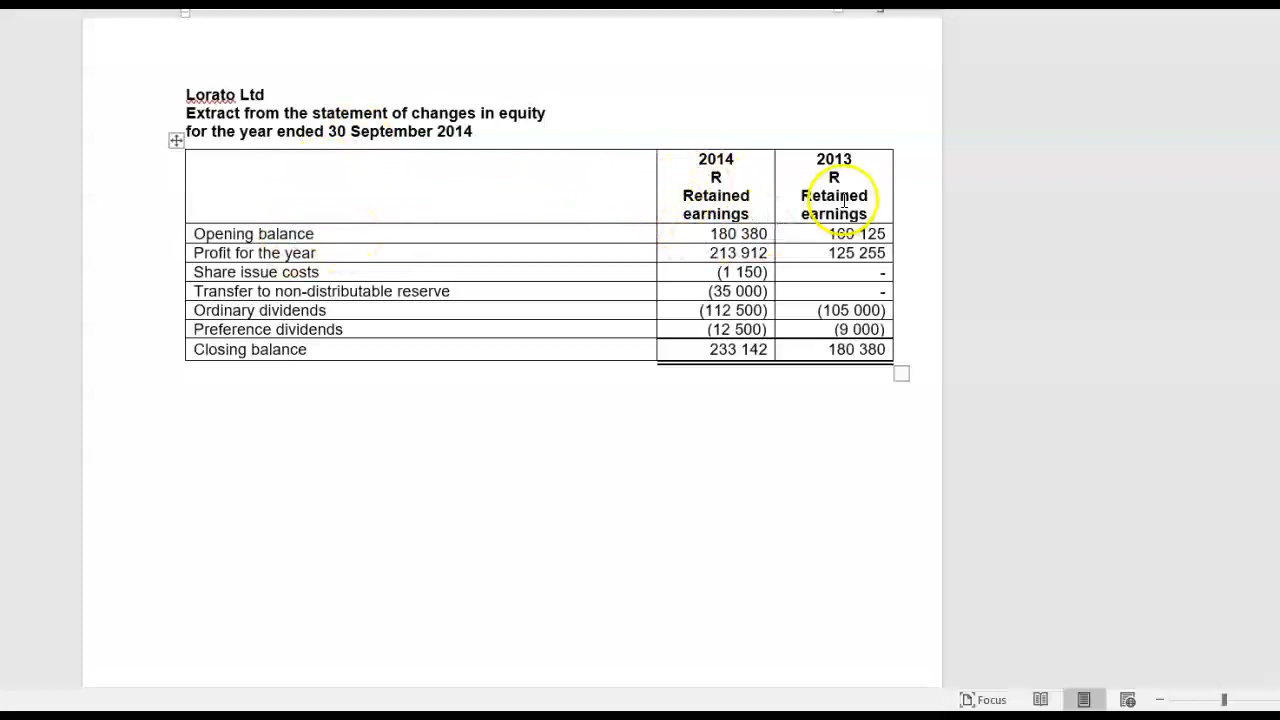 Lorato Ltd
Extract from the statement of changes in equity
for the year ended 30 September 2014
2014 2013
R R
Retained Retained
earnings earnings
Opening balance 180 380 169 125
Profit for the year 213 912 125 255
Share issue costs (1 150) -
Transfer to non-distributable reserve (35 000) -
Ordinary dividends (112 500) (105 000)
Preference dividends (12 500) (9 000)
Closing balance 233 142 180 380
Focus